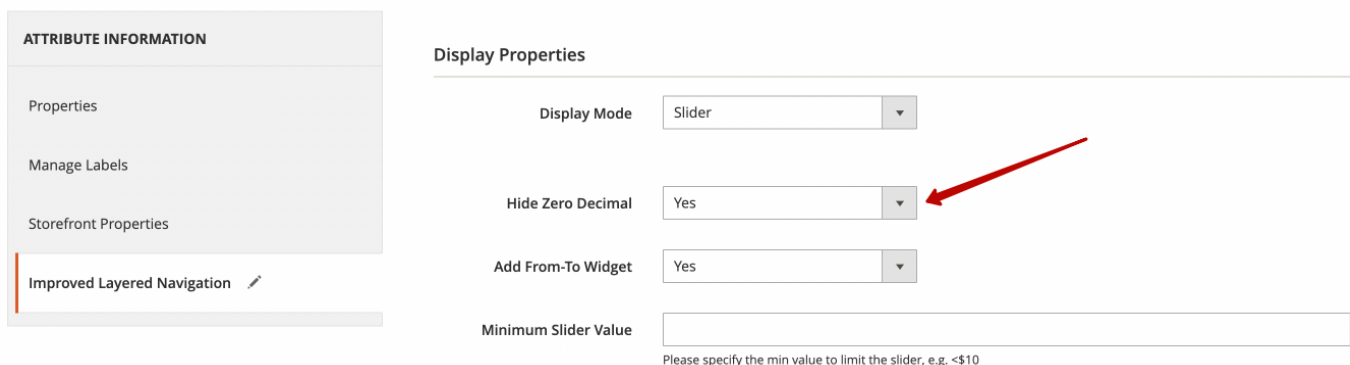 ATTRIBUTE INFORMATION
Properties
Manage Labels
Storefront Properties
Improved Layered Navigation
Display Properties
Display Mode Slider
Hide Zero Decimal Yes
Add From-To Widget Yes
Minimum Slider Value
Please specify the min value to limit the slider, e.g. <$10